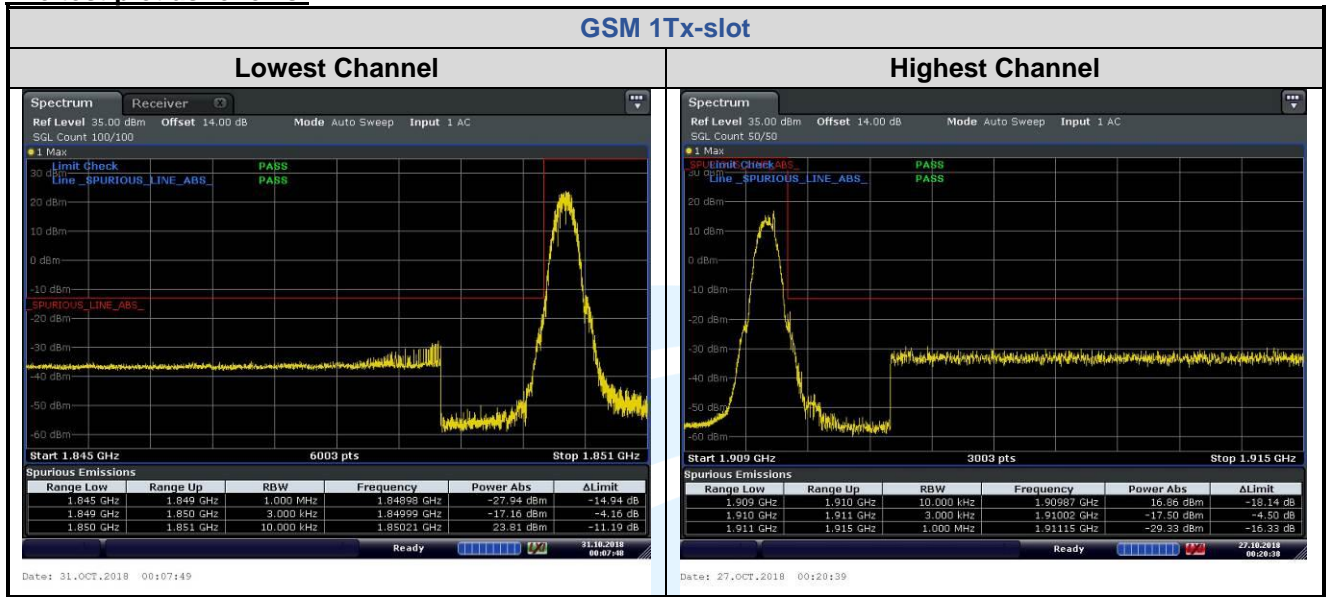 GSM 1Tx-slot
Lowest Channel
Highest Channel
Spectrum Receiver
Ref Level 35.00 dBm Offset 14.00 dB Mode Auto Sweep Input 1 AC
SGL Count 100/100
1 Max
Limit Check PASS
30 dBm
Line _SPURIOUS_LINE_ABS_ PASS
20 dBm
10 dBm
0 dBm
-10 dBm
_SPURIOUS_LINE_ABS_
-20 dBm
-30 dBm
-40 dBm
-50 dBm
-60 dBm
Start 1.845 GHz 6003 pts Stop 1.851 GHz
Spurious Emissions
Range Low Range Up RBW Frequency Power Abs ΔLimit
1.845 GHz 1.849 GHz 1.000 MHz 1.84898 GHz -27.94 dBm -14.94 dB
1.849 GHz 1.850 GHz 3.000 kHz 1.84999 GHz -17.16 dBm -4.16 dB
1.850 GHz 1.851 GHz 10.000 kHz 1.85021 GHz 23.81 dBm -11.19 dB
Ready 31.10.2018
00:07:48
Date: 31.OCT.2018 00:07:49
Spectrum
Ref Level 35.00 dBm Offset 14.00 dB Mode Auto Sweep Input 1 AC
SGL Count 50/50
1 Max
Limit Check PASS
Line _SPURIOUS_LINE_ABS_ PASS
20 dBm
10 dBm
0 dBm
-10 dBm
-20 dBm
-30 dBm
-40 dBm
-50 dBm
-60 dBm
Start 1.909 GHz 3003 pts Stop 1.915 GHz
Spurious Emissions
Range Low Range Up RBW Frequency Power Abs ΔLimit
1.909 GHz 1.910 GHz 10.000 kHz 1.90987 GHz 16.86 dBm -18.14 dB
1.910 GHz 1.911 GHz 3.000 kHz 1.91002 GHz -17.50 dBm -4.50 dB
1.911 GHz 1.915 GHz 1.000 MHz 1.91115 GHz -29.33 dBm -16.33 dB
Ready 27.10.2018
00:20:38
Date: 27.OCT.2018 00:20:39